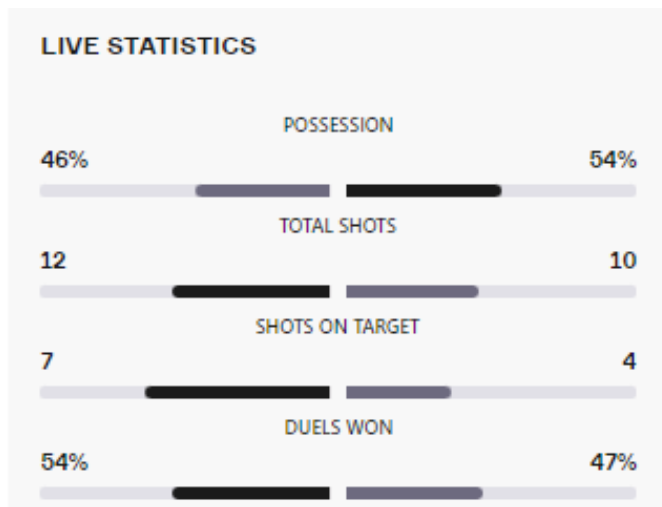 LIVE STATISTICS
POSSESSION
46% 54%
TOTAL SHOTS
12 10
SHOTS ON TARGET
7 4
DUELS WON
54% 47%